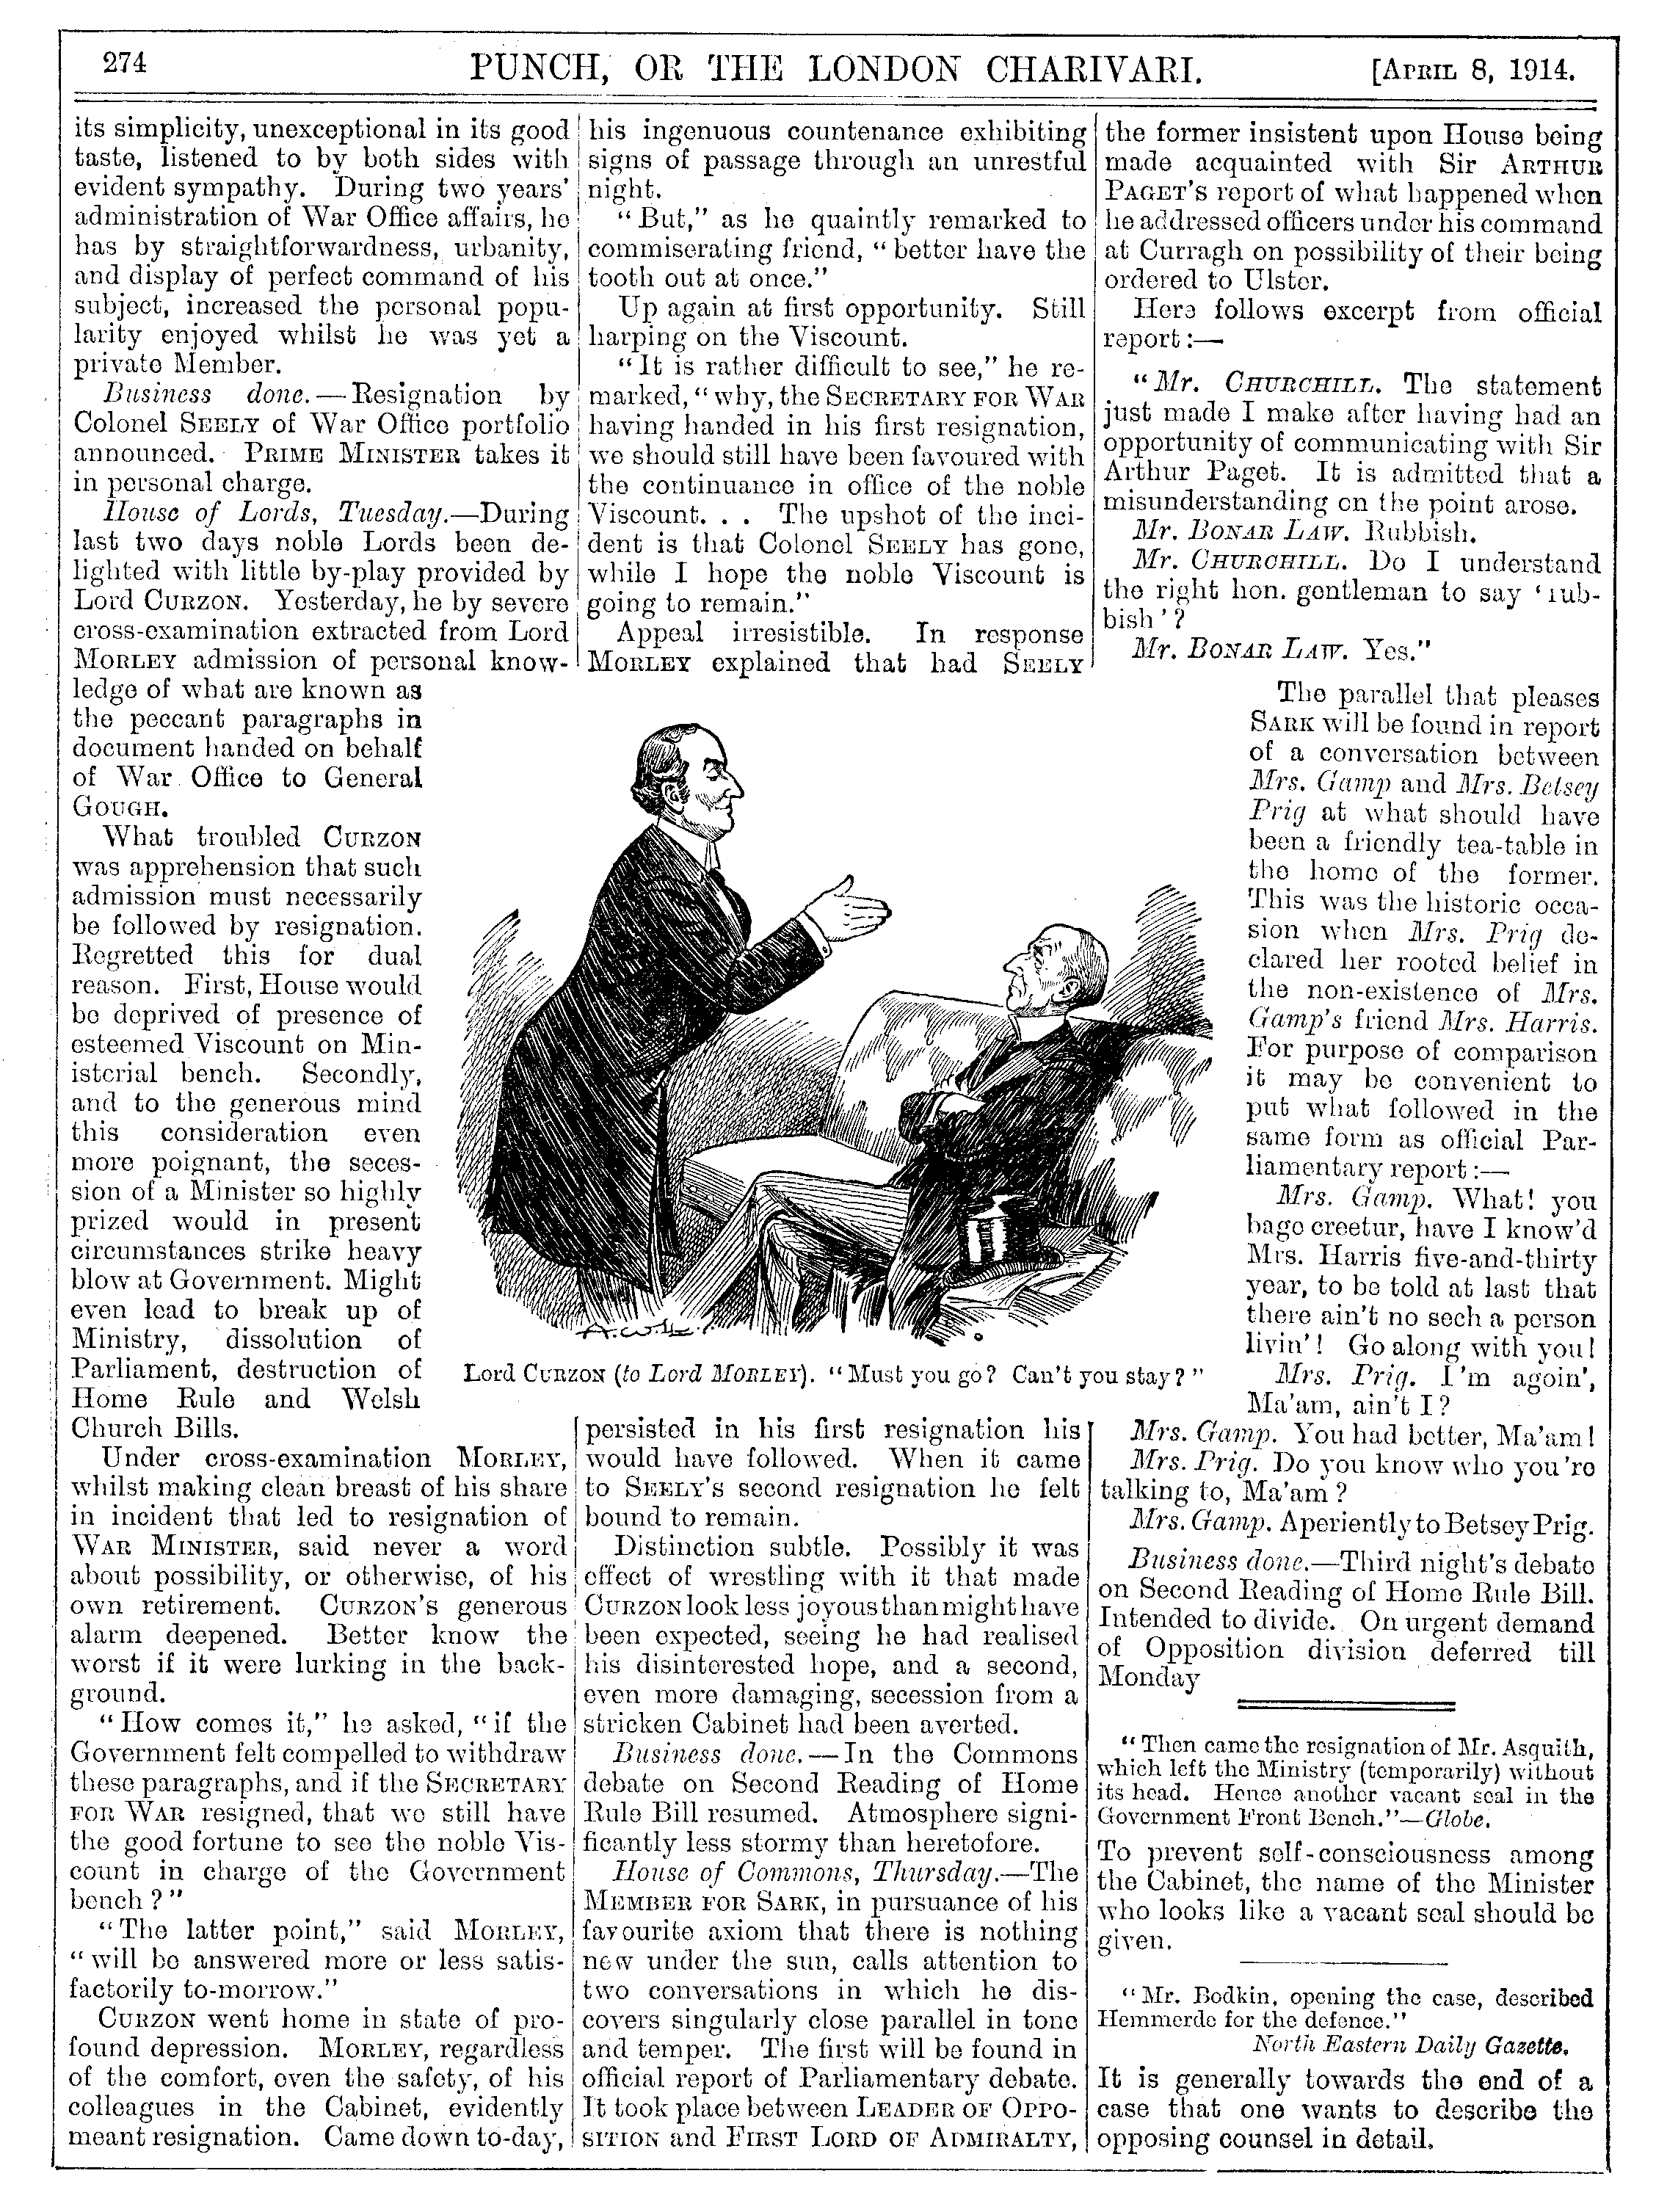 274
PUNCH, OR THE LONDON CHARIVARI.
[APRIL 8, 1914.
its simplicity, unexceptional in its good
taste, listened to by both sides with
evident sympathy. During two years'
administration of War Office affairs, he
has by straightforwardness, urbanity,
and display of perfect command of his
subject, increased the personal popu-
larity enjoyed whilst he was yet a
private Member.
Business done.—Resignation by
Colonel SEELY of War Office portfolio
announced. PRIME MINISTER takes it
in personal charge.
House of Lords, Tuesday.—During
last two days noble Lords been de-
lighted with little by-play provided by
Lord CURZON. Yesterday, he by severe
cross-examination extracted from Lord
MORLEY admission of personal know-
ledge of what are known as
the peccant paragraphs in
document handed on behalf
of War Office to General
GOUGH.
What troubled CURZON
was apprehension that such
admission must necessarily
be followed by resignation.
Regretted this for dual
reason. First, House would
be deprived of presence of
esteemed Viscount on Min-
isterial bench. Secondly,
and to the generous mind
this consideration even
more poignant, the seces-
sion of a Minister so highly
prized would in present
circumstances strike heavy
blow at Government. Might
even lead to break up of
Ministry, dissolution of
Parliament, destruction of
Home Rule and Welsh
Church Bills.
Under cross-examination MORLEY,
whilst making clean breast of his share
in incident that led to resignation of
WAR MINISTER, said never a word
about possibility, or otherwise, of his
own retirement. CURZON'S generous
alarm deepened. Better know the
worst if it were lurking in the back-
ground.
"How comes it," he asked, "if the
Government felt compelled to withdraw
these paragraphs, and if the SECRETARY
FOR WAR resigned, that we still have
the good fortune to see the noble Vis-
count in charge of the Government
bench?"
"The latter point," said MORLEY,
"will be answered more or less satis-
factorily to-morrow."
CURZON went home in state of pro-
found depression. MORLEY, regardless
of the comfort, even the safety, of his
colleagues in the Cabinet, evidently
meant resignation. Came down to-day,
his ingenuous countenance exhibiting
signs of passage through an unrestful
night.
"But," as he quaintly remarked to
commiserating friend, "better have the
tooth out at once."
Up again at first opportunity. Still
harping on the Viscount.
"It is rather difficult to see," he re-
marked, "why, the SECRETARY FOR WAR
having handed in his first resignation,
we should still have been favoured with
the continuance in office of the noble
Viscount. . . The upshot of the inci-
dent is that Colonel SEELY has gone,
while I hope the noble Viscount is
going to remain."
Appeal irresistible. In response
MORLEY explained that had SEELY
A.W.L.
Lord CURZON (to Lord MORLEY). "Must you go? Can't you stay?"
persisted in his first resignation his
would have followed. When it came
to SEELY'S second resignation he felt
bound to remain.
Distinction subtle. Possibly it was
effect of wrestling with it that made
CURZON look less joyous than might have
been expected, seeing he had realised
his disinterested hope, and a second,
even more damaging, secession from a
stricken Cabinet had been averted.
Business done.—In the Commons
debate on Second Reading of Home
Rule Bill resumed. Atmosphere signi-
ficantly less stormy than heretofore.
House of Commons, Thursday.—The
MEMBER FOR SARK, in pursuance of his
favourite axiom that there is nothing
new under the sun, calls attention to
two conversations in which he dis-
covers singularly close parallel in tone
and temper. The first will be found in
official report of Parliamentary debate.
It took place between LEADER OF OPPO-
SITION and FIRST LORD OF ADMIRALTY,
the former insistent upon House being
made acquainted with Sir ARTHUR
PAGET'S report of what happened when
he addressed officers under his command
at Curragh on possibility of their being
ordered to Ulster.
Here follows excerpt from official
report:—
"Mr. CHURCHILL. The statement
just made I make after having had an
opportunity of communicating with Sir
Arthur Paget. It is admitted that a
misunderstanding on the point arose.
Mr. BONAR LAW. Rubbish.
Mr. CHURCHILL. Do I understand
the right hon. gentleman to say 'rub-
bish'?
Mr. BONAR LAW. Yes."
The parallel that pleases
SARK will be found in report
of a conversation between
Mrs. Gamp and Mrs. Betsey
Prig at what should have
been a friendly tea-table in
the home of the former.
This was the historic occa-
sion when Mrs. Prig de-
clared her rooted belief in
the non-existence of Mrs.
Gamp's friend Mrs. Harris.
For purpose of comparison
it may be convenient to
put what followed in the
same form as official Par-
liamentary report:—
Mrs. Gamp. What! you
bage creetur, have I know'd
Mrs. Harris five-and-thirty
year, to be told at last that
there ain't no sech a person
livin'! Go along with you!
Mrs. Prig. I'm agoin',
Ma'am, ain't I?
Mrs. Gamp. You had better, Ma'am!
Mrs. Prig. Do you know who you're
talking to, Ma'am?
Mrs. Gamp. Aperiently to Betsey Prig.
Business done.—Third night's debate
on Second Reading of Home Rule Bill.
Intended to divide. On urgent demand
of Opposition division deferred till
Monday
"Then came the resignation of Mr. Asquith,
which left the Ministry (temporarily) without
its head. Hence another vacant seal in the
Government Front Bench."—Globe.
To prevent self-consciousness among
the Cabinet, the name of the Minister
who looks like a vacant seal should be
given.
"Mr. Bodkin, opening the case, described
Hemmerde for the defence."
North Eastern Daily Gazette.
It is generally towards the end of a
case that one wants to describe the
opposing counsel in detail.